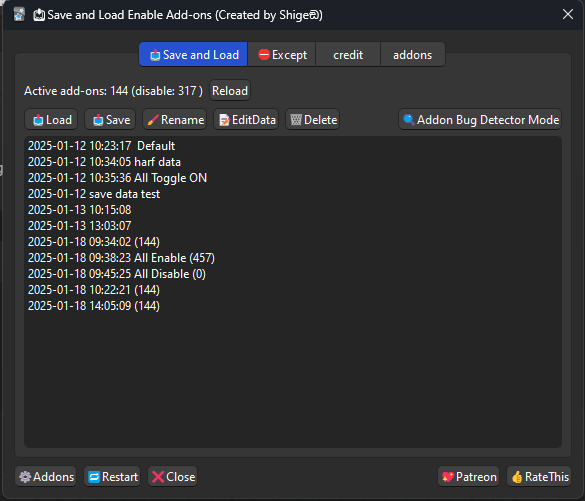 Save and Load Enable Add-ons (Created by Shigeඞ)
Save and Load
Except
credit
addons
Active add-ons: 144 (disable: 317 )
Reload
Load
Save
Rename
EditData
Delete
Addon Bug Detector Mode
2025-01-12 10:23:17  Default
2025-01-12 10:34:05 harf data
2025-01-12 10:35:36 All Toggle ON
2025-01-12 save data test
2025-01-13 10:15:08
2025-01-13 13:03:07
2025-01-18 09:34:02 (144)
2025-01-18 09:38:23 All Enable (457)
2025-01-18 09:45:25 All Disable (0)
2025-01-18 10:22:21 (144)
2025-01-18 14:05:09 (144)
Addons
Restart
Close
Patreon
RateThis